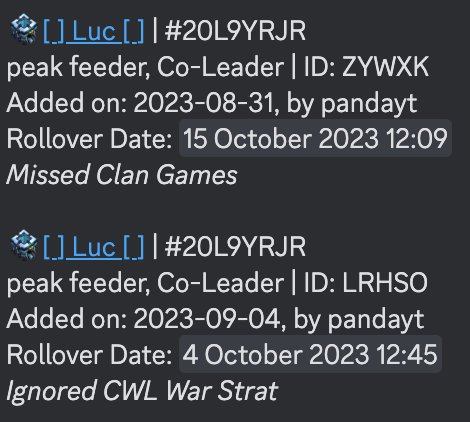 [ ] Luc [ ] | #20L9YRJR
peak feeder, Co-Leader | ID: ZYWXK
Added on: 2023-08-31, by pandayt
Rollover Date: 15 October 2023 12:09
Missed Clan Games
[ ] Luc [ ] | #20L9YRJR
peak feeder, Co-Leader | ID: LRHSO
Added on: 2023-09-04, by pandayt
Rollover Date: 4 October 2023 12:45
Ignored CWL War Strat